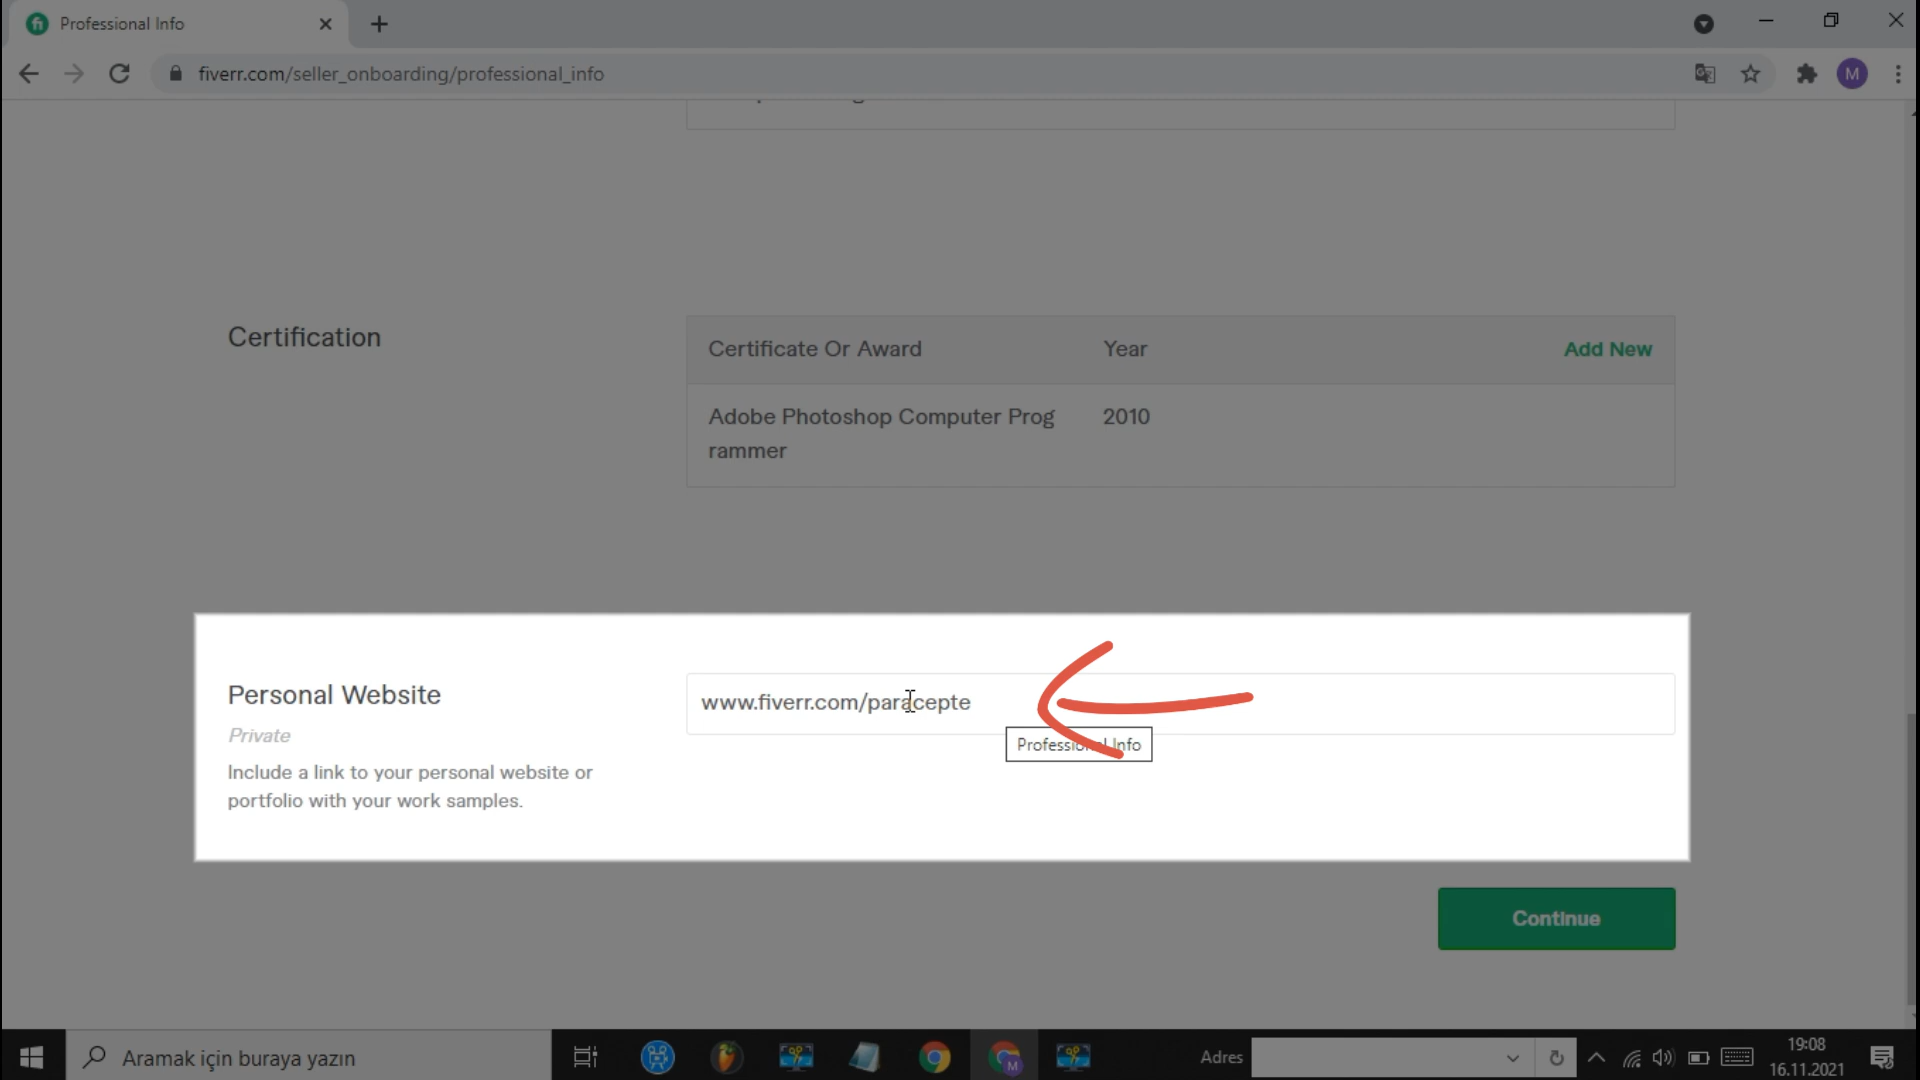 Professional Info
fiverr.com/seller_onboarding/professional_info
M
Certification
Certificate Or Award Year Add New
Adobe Photoshop Computer Prog 2010
rammer
Personal Website
www.fiverr.com/paracepte
Private
Professional Info
Include a link to your personal website or
portfolio with your work samples.
Continue
Aramak için buraya yazın
M
Adres
19:08
16.11.2021